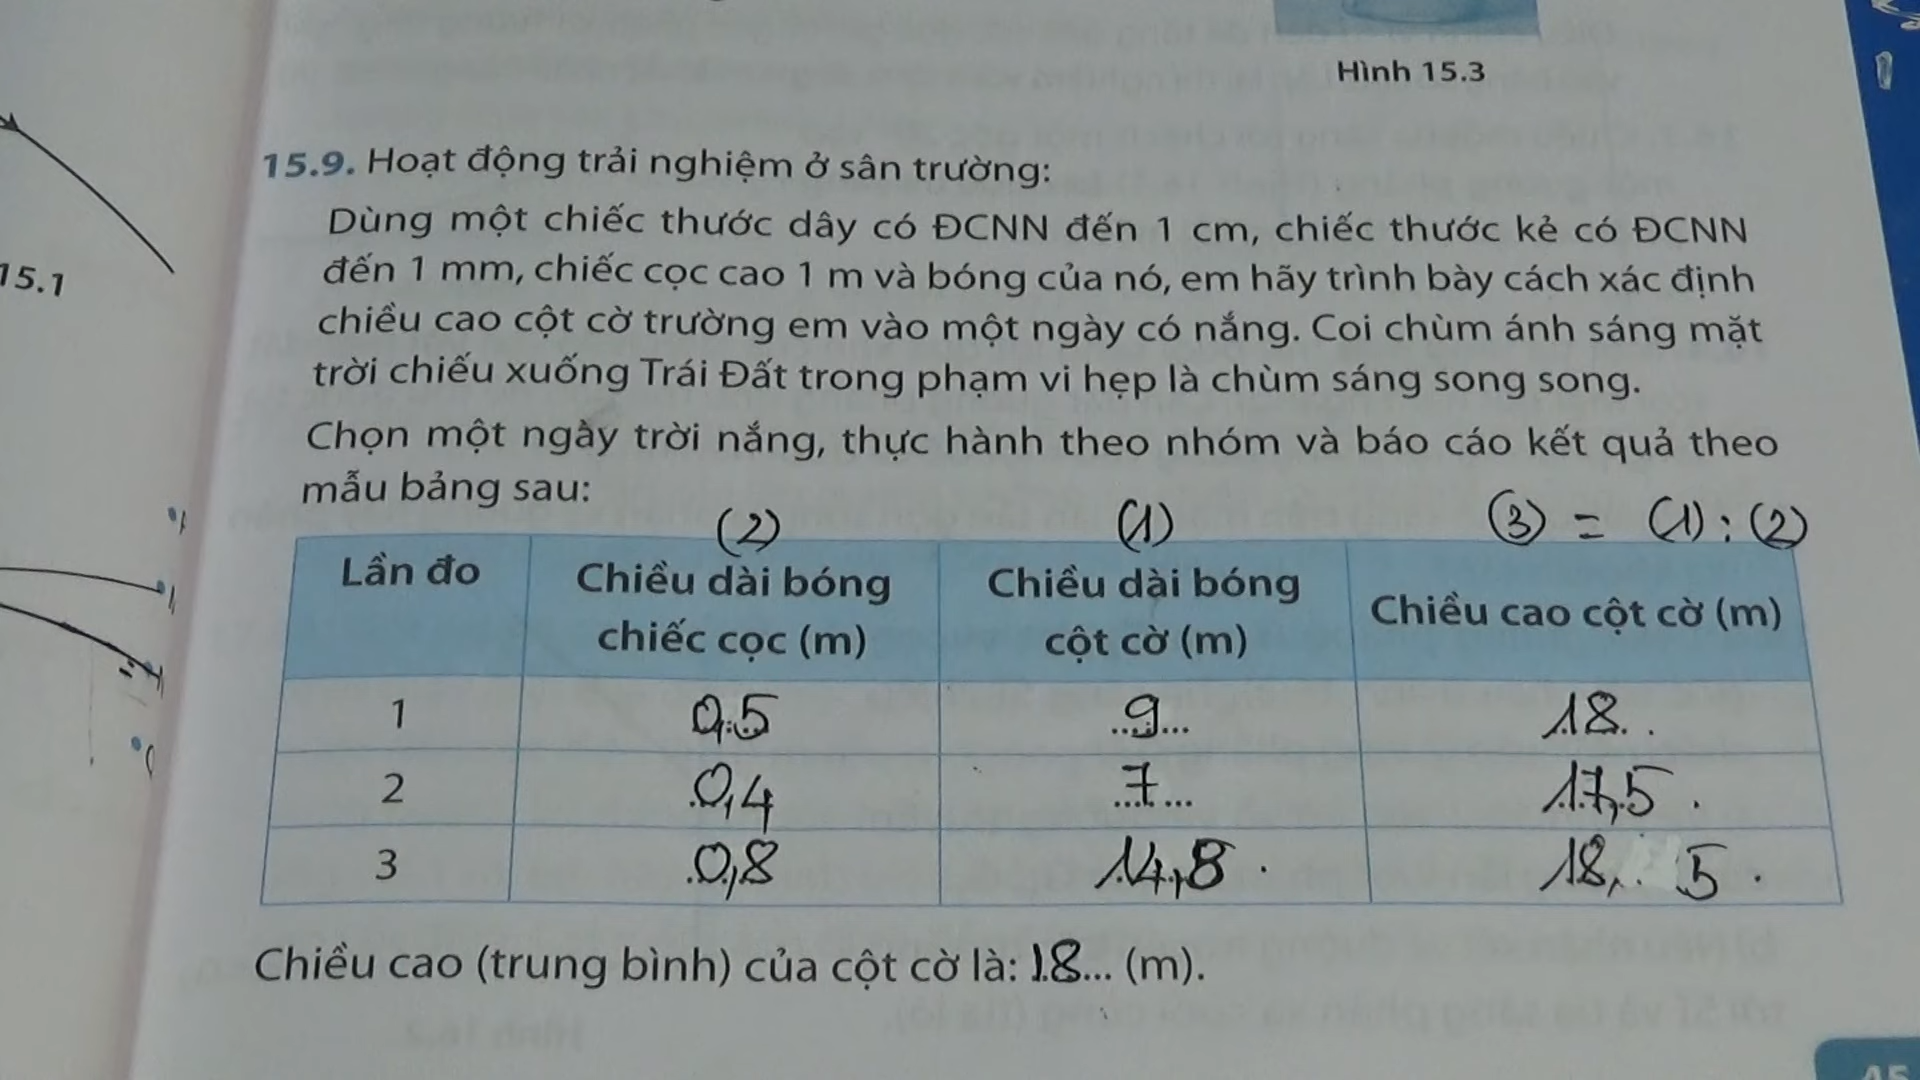 Hình 15.3
15.9. Hoạt động trải nghiệm ở sân trường:
Dùng một chiếc thước dây có ĐCNN đến 1 cm, chiếc thước kẻ có ĐCNN
đến 1 mm, chiếc cọc cao 1 m và bóng của nó, em hãy trình bày cách xác định
15.1
chiều cao cột cờ trường em vào một ngày có nắng. Coi chùm ánh sáng mặt
trời chiếu xuống Trái Đất trong phạm vi hẹp là chùm sáng song song.
Chọn một ngày trời nắng, thực hành theo nhóm và báo cáo kết quả theo
mẫu bảng sau:
(2) (1) (3) = (1) : (2)
Lần đo Chiều dài bóng chiếc cọc (m) Chiều dài bóng cột cờ (m) Chiều cao cột cờ (m)
1 0,5 ..9... 18..
2 0,4 ...7... 17,5.
3 0,8 14,8. 18,. 5.
Chiều cao (trung bình) của cột cờ là: 18... (m).
45